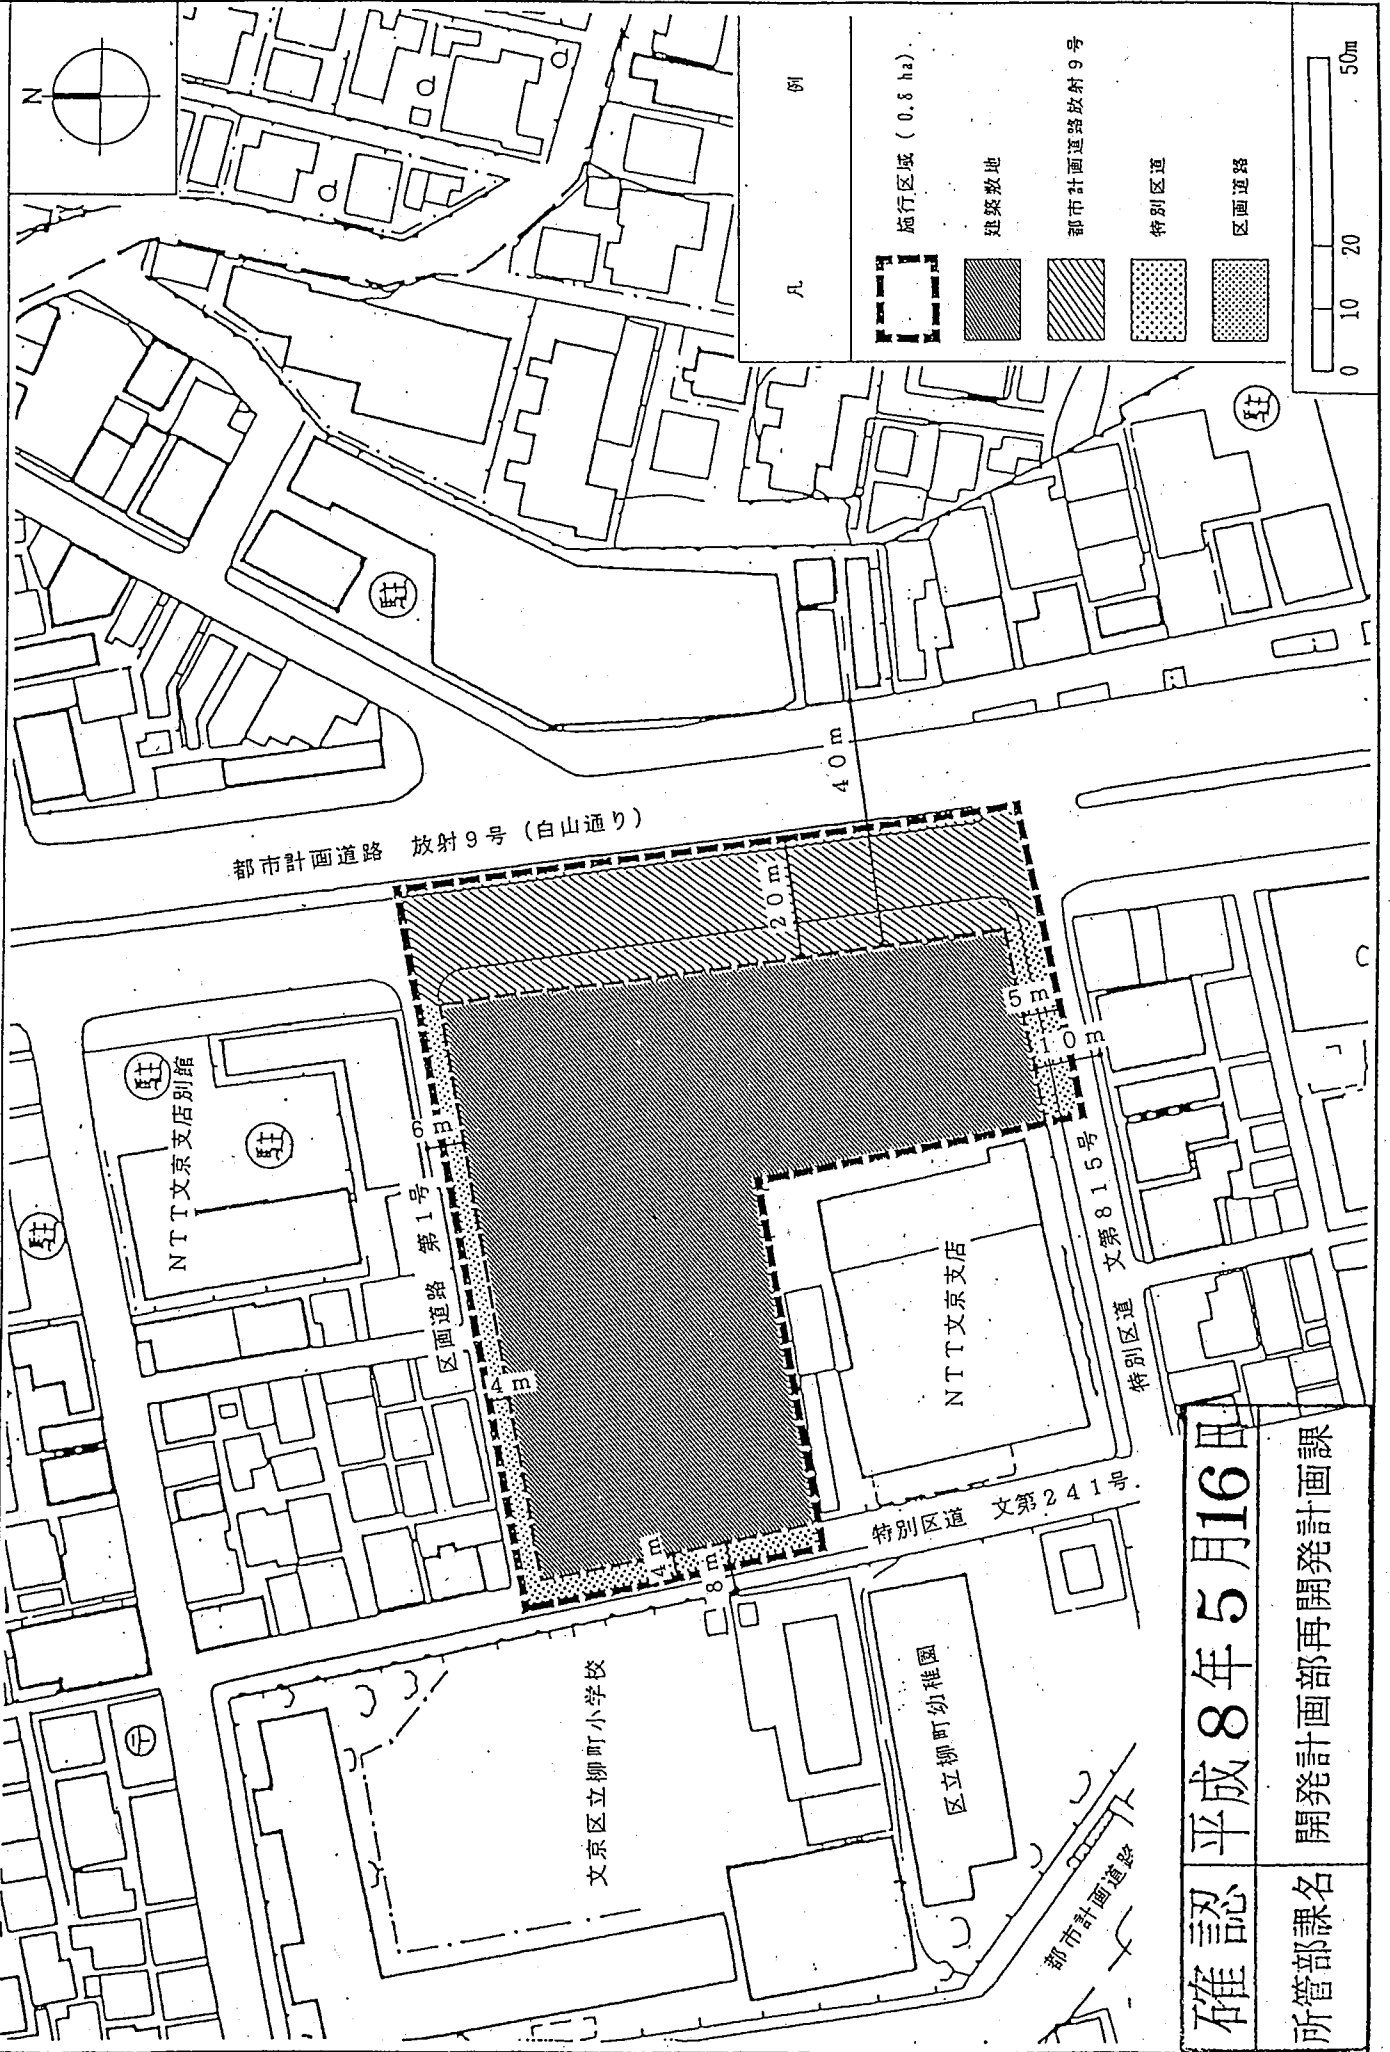 N
凡 例
施行区域 ( 0.8 ha)
建築敷地
都市計画道路放射9号
特別区道
区画道路
0 10 20 50m
都市計画道路 放射9号 (白山通り)
40m
20m
5m
10m
6m
4m
4m
8m
駐
駐
駐
駐
駐
NTT文京支店別館
区画道路 第1号
NTT文京支店
特別区道 文第815号
特別区道 文第241号
文京区立柳町小学校
区立柳町幼稚園
都市計画道路
確認 平成8年5月16日
所管部課名 開発計画部再開発計画課